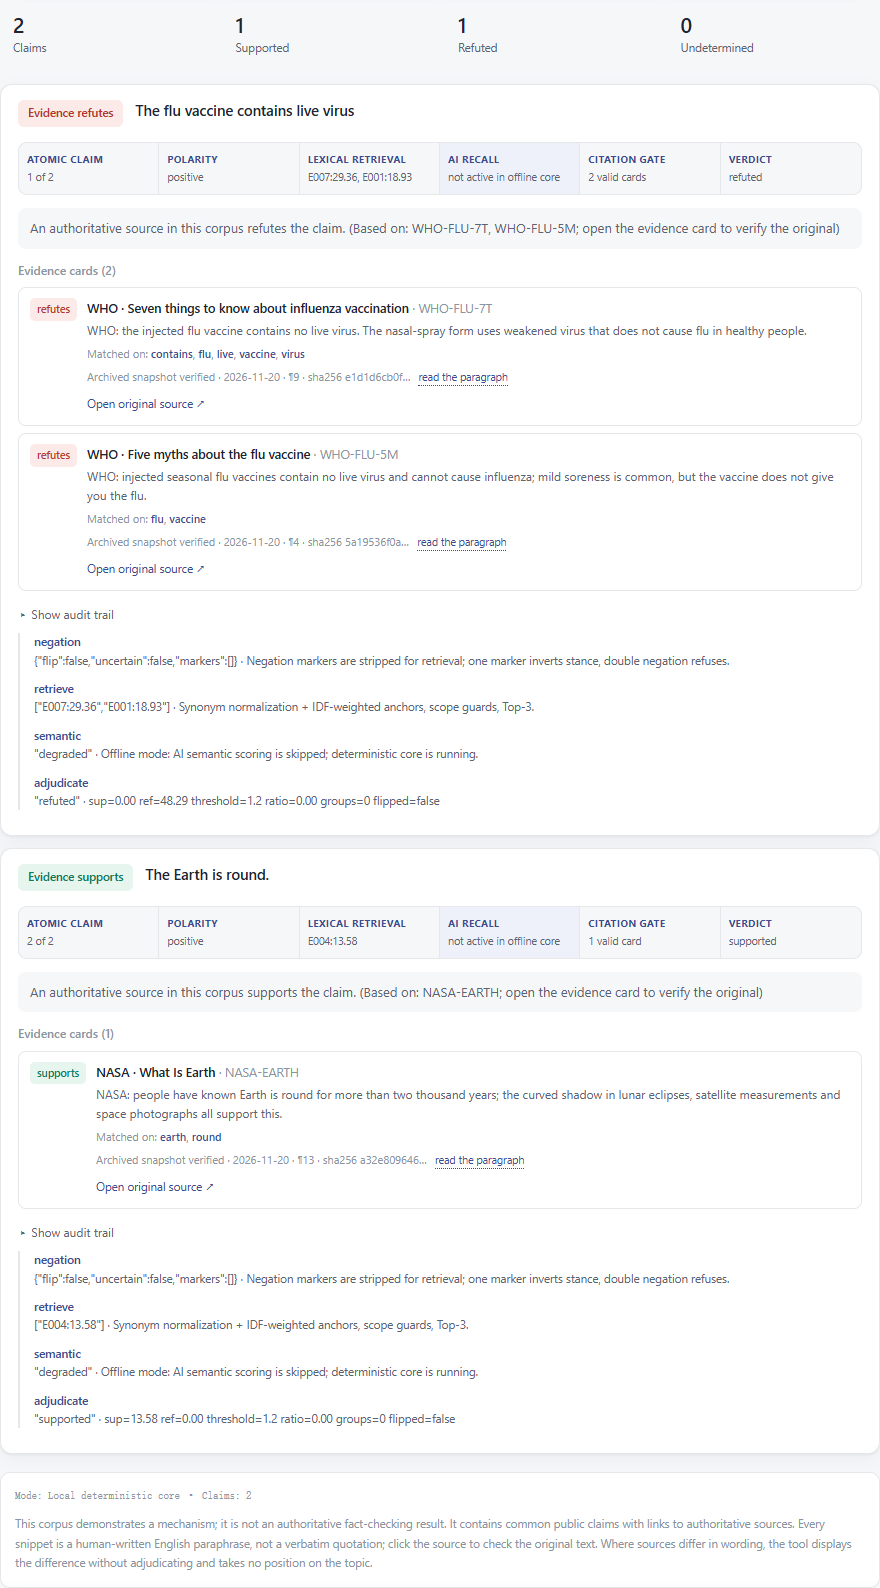 2
Claims
1
Supported
1
Refuted
0
Undetermined
Evidence refutes
The flu vaccine contains live virus
ATOMIC CLAIM
1 of 2
POLARITY
positive
LEXICAL RETRIEVAL
E007:29.36, E001:18.93
AI RECALL
not active in offline core
CITATION GATE
2 valid cards
VERDICT
refuted
An authoritative source in this corpus refutes the claim. (Based on: WHO-FLU-7T, WHO-FLU-5M; open the evidence card to verify the original)
Evidence cards (2)
refutes
WHO · Seven things to know about influenza vaccination · WHO-FLU-7T
WHO: the injected flu vaccine contains no live virus. The nasal-spray form uses weakened virus that does not cause flu in healthy people.
Matched on: contains, flu, live, vaccine, virus
Archived snapshot verified · 2026-11-20 · ¶9 · sha256 e1d1d6cb0f… read the paragraph
Open original source ↗
refutes
WHO · Five myths about the flu vaccine · WHO-FLU-5M
WHO: injected seasonal flu vaccines contain no live virus and cannot cause influenza; mild soreness is common, but the vaccine does not give
you the flu.
Matched on: flu, vaccine
Archived snapshot verified · 2026-11-20 · ¶4 · sha256 5a19536f0a… read the paragraph
Open original source ↗
▸ Show audit trail
negation
{"flip":false,"uncertain":false,"markers":[]} · Negation markers are stripped for retrieval; one marker inverts stance, double negation refuses.
retrieve
["E007:29.36","E001:18.93"] · Synonym normalization + IDF-weighted anchors, scope guards, Top-3.
semantic
"degraded" · Offline mode: AI semantic scoring is skipped; deterministic core is running.
adjudicate
"refuted" · sup=0.00 ref=48.29 threshold=1.2 ratio=0.00 groups=0 flipped=false
Evidence supports
The Earth is round.
ATOMIC CLAIM
2 of 2
POLARITY
positive
LEXICAL RETRIEVAL
E004:13.58
AI RECALL
not active in offline core
CITATION GATE
1 valid card
VERDICT
supported
An authoritative source in this corpus supports the claim. (Based on: NASA-EARTH; open the evidence card to verify the original)
Evidence cards (1)
supports
NASA · What Is Earth · NASA-EARTH
NASA: people have known Earth is round for more than two thousand years; the curved shadow in lunar eclipses, satellite measurements and
space photographs all support this.
Matched on: earth, round
Archived snapshot verified · 2026-11-20 · ¶13 · sha256 a32e809646… read the paragraph
Open original source ↗
▸ Show audit trail
negation
{"flip":false,"uncertain":false,"markers":[]} · Negation markers are stripped for retrieval; one marker inverts stance, double negation refuses.
retrieve
["E004:13.58"] · Synonym normalization + IDF-weighted anchors, scope guards, Top-3.
semantic
"degraded" · Offline mode: AI semantic scoring is skipped; deterministic core is running.
adjudicate
"supported" · sup=13.58 ref=0.00 threshold=1.2 ratio=0.00 groups=0 flipped=false
Mode: Local deterministic core · Claims: 2
This corpus demonstrates a mechanism; it is not an authoritative fact-checking result. It contains common public claims with links to authoritative sources. Every
snippet is a human-written English paraphrase, not a verbatim quotation; click the source to check the original text. Where sources differ in wording, the tool displays
the difference without adjudicating and takes no position on the topic.